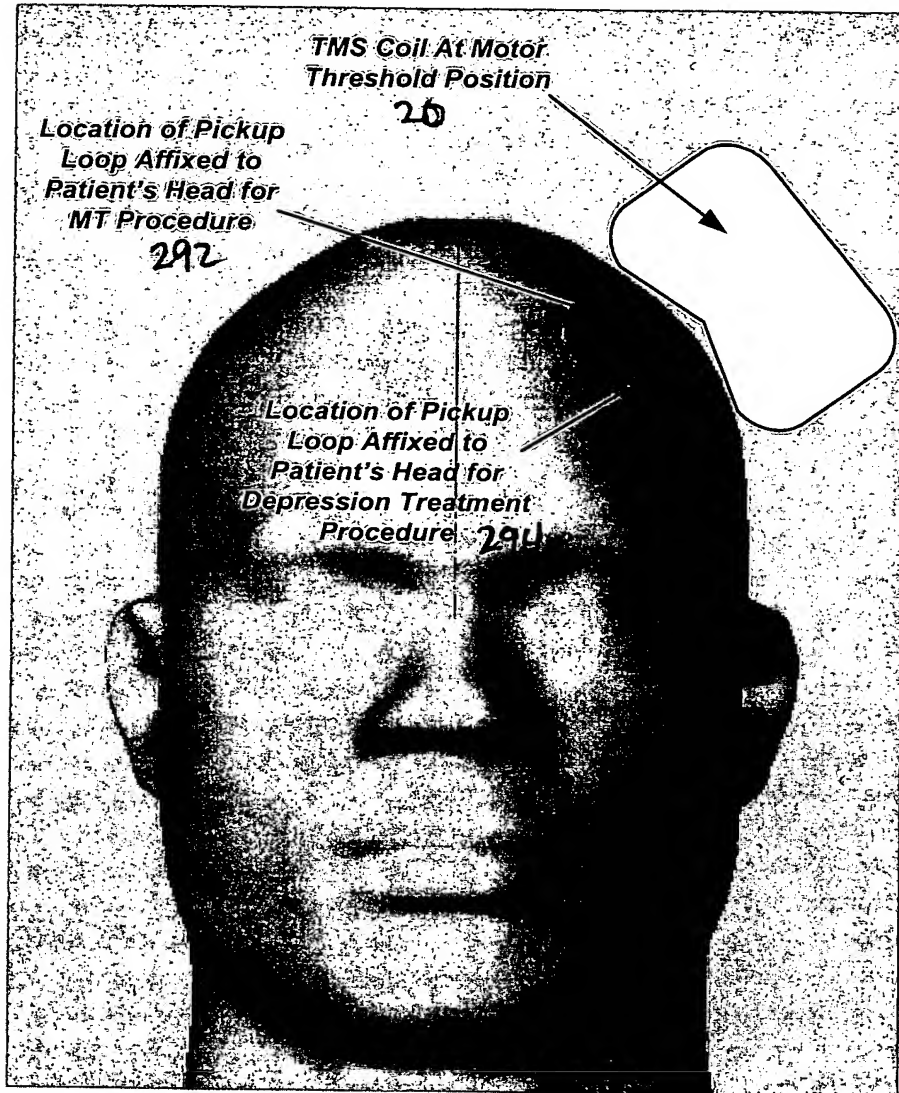 TMS Coil At Motor
Threshold Position
20
Location of Pickup
Loop Affixed to
Patient's Head for
MT Procedure
292
Location of Pickup
Loop Affixed to
Patient's Head for
Depression Treatment
Procedure 294